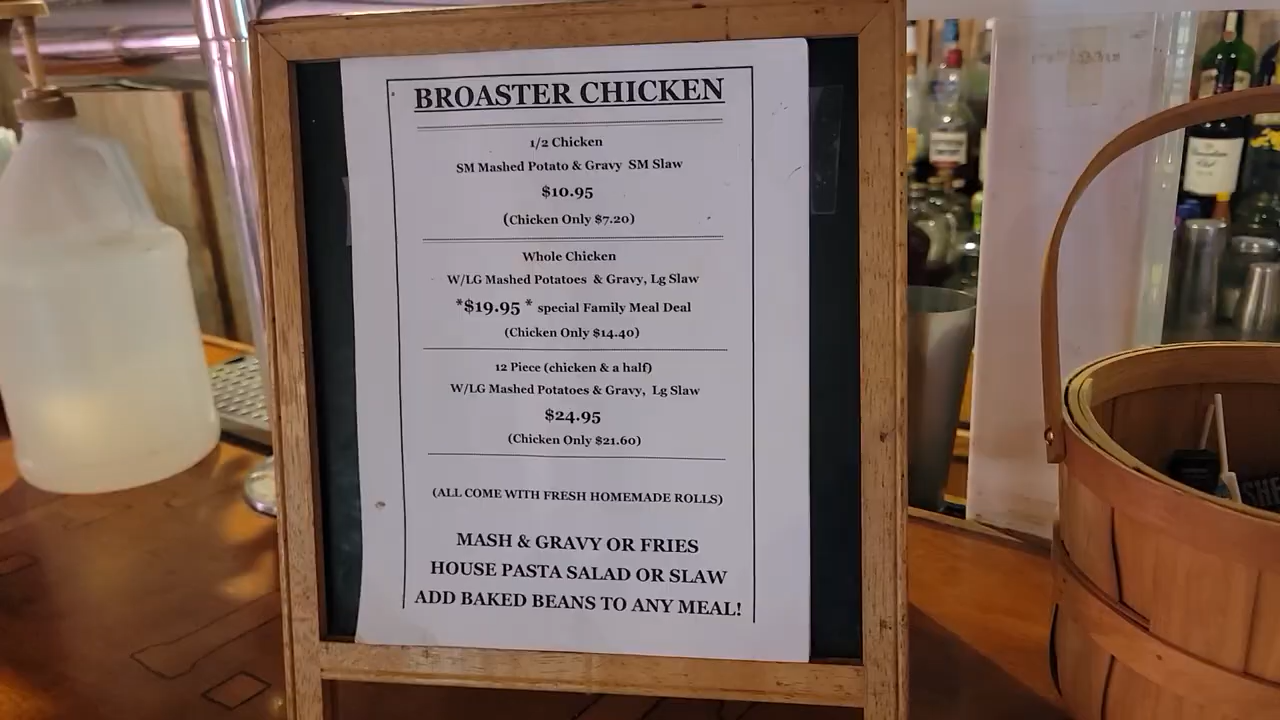 BROASTER CHICKEN
1/2 Chicken
SM Mashed Potato & Gravy SM Slaw
$10.95
(Chicken Only $7.20)
Whole Chicken
W/LG Mashed Potatoes & Gravy, Lg Slaw
*$19.95 * special Family Meal Deal
(Chicken Only $14.40)
12 Piece (chicken & a half)
W/LG Mashed Potatoes & Gravy, Lg Slaw
$24.95
(Chicken Only $21.60)
(ALL COME WITH FRESH HOMEMADE ROLLS)
MASH & GRAVY OR FRIES
HOUSE PASTA SALAD OR SLAW
ADD BAKED BEANS TO ANY MEAL!